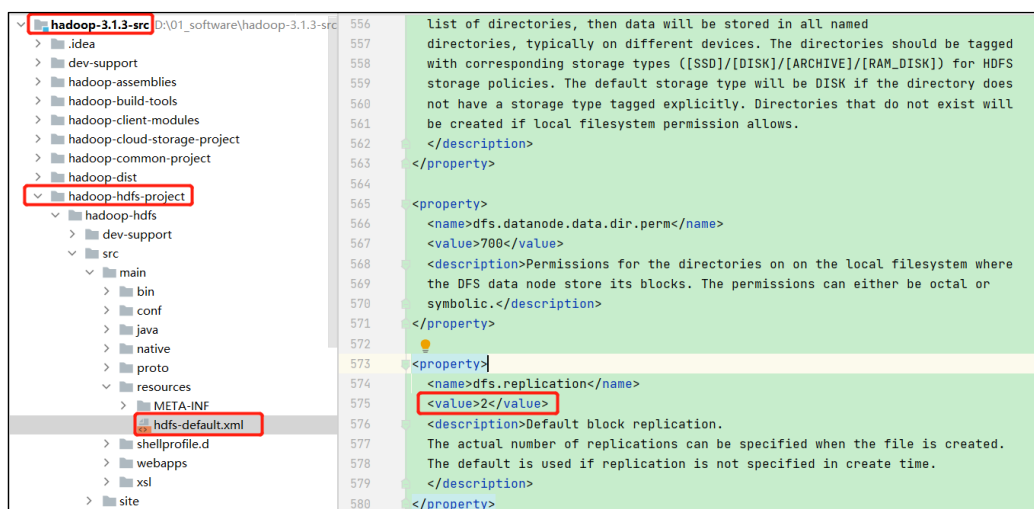 hadoop-3.1.3-src D:\01_software\hadoop-3.1.3-src
.idea
dev-support
hadoop-assemblies
hadoop-build-tools
hadoop-client-modules
hadoop-cloud-storage-project
hadoop-common-project
hadoop-dist
hadoop-hdfs-project
hadoop-hdfs
dev-support
src
main
bin
conf
java
native
proto
resources
META-INF
hdfs-default.xml
shellprofile.d
webapps
xsl
site
556 list of directories, then data will be stored in all named
557 directories, typically on different devices. The directories should be tagged
558 with corresponding storage types ([SSD]/[DISK]/[ARCHIVE]/[RAM_DISK]) for HDFS
559 storage policies. The default storage type will be DISK if the directory does
560 not have a storage type tagged explicitly. Directories that do not exist will
561 be created if local filesystem permission allows.
562 </description>
563 </property>
564
565 <property>
566 <name>dfs.datanode.data.dir.perm</name>
567 <value>700</value>
568 <description>Permissions for the directories on on the local filesystem where
569 the DFS data node store its blocks. The permissions can either be octal or
570 symbolic.</description>
571 </property>
572
573 <property>
574 <name>dfs.replication</name>
575 <value>2</value>
576 <description>Default block replication.
577 The actual number of replications can be specified when the file is created.
578 The default is used if replication is not specified in create time.
579 </description>
580 </property>